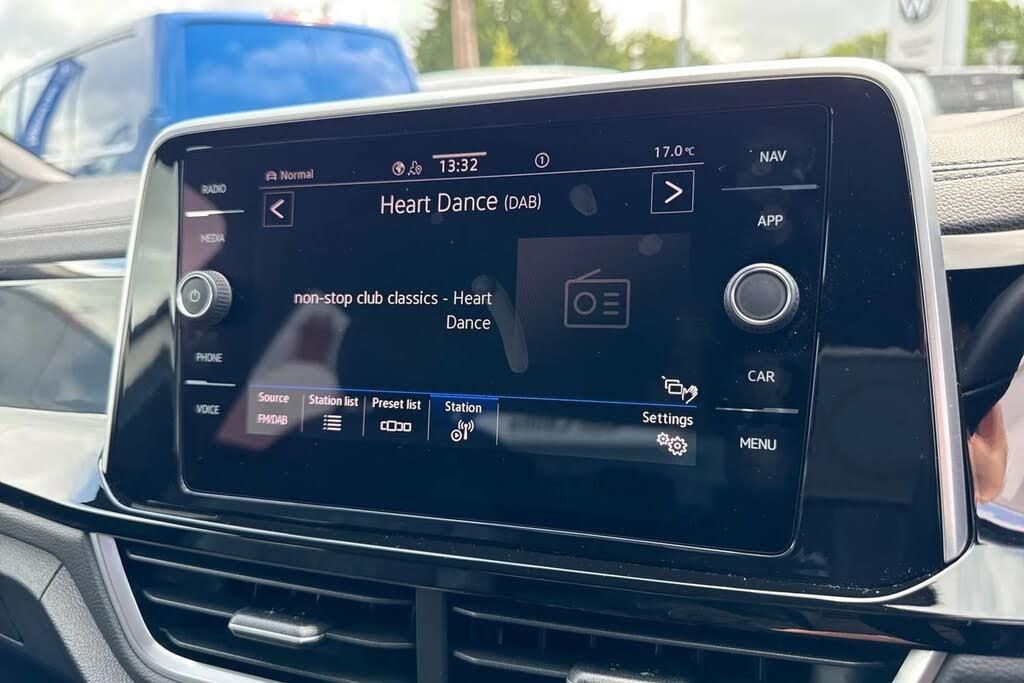 Normal
13:32
1
17.0°C
RADIO
MEDIA
PHONE
VOICE
<
Heart Dance (DAB)
>
non-stop club classics - Heart
Dance
Source
FM/DAB
Station list
Preset list
Station
Settings
NAV
APP
CAR
MENU